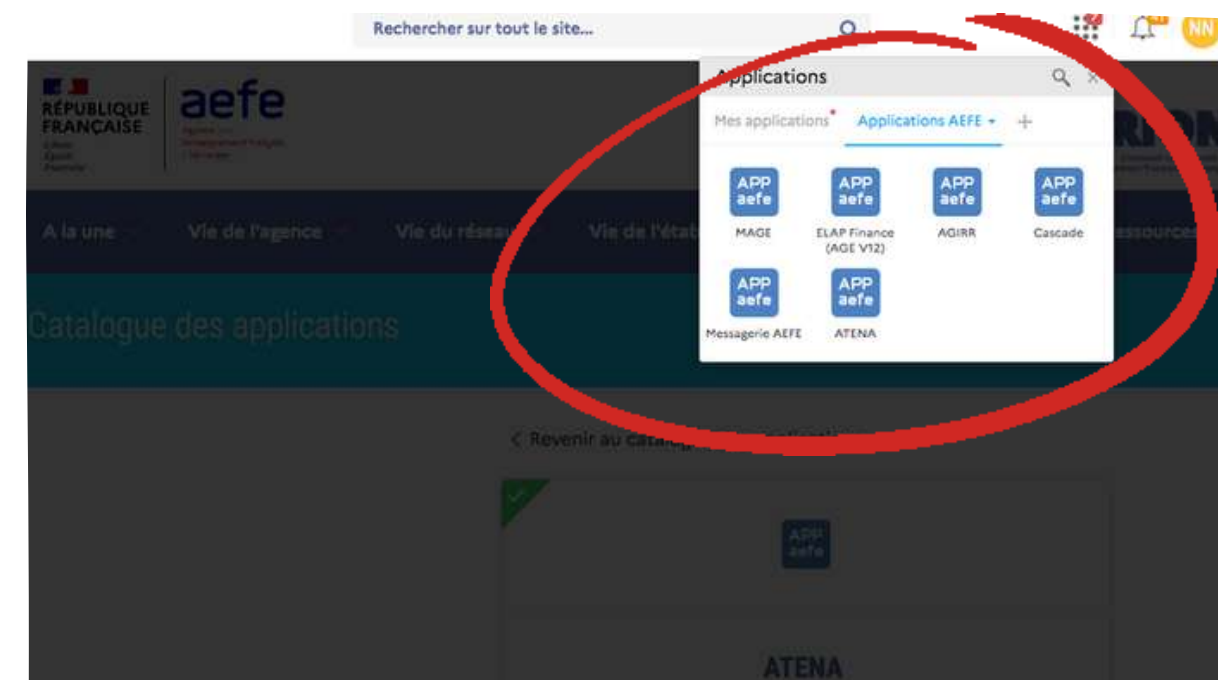 Rechercher sur tout le site...
NN
RÉPUBLIQUE
FRANÇAISE
aefe
Applications
Mes applications Applications AEFE
APP
aefe
MAGE
APP
aefe
ELAP Finance
(AGE V12)
APP
aefe
AGIRR
APP
aefe
Cascade
APP
aefe
Messagerie AEFE
APP
aefe
ATENA
A la une Vie de l'agence Vie du réseau
Catalogue des applications
< Revenir au
APP
aefe
ATENA